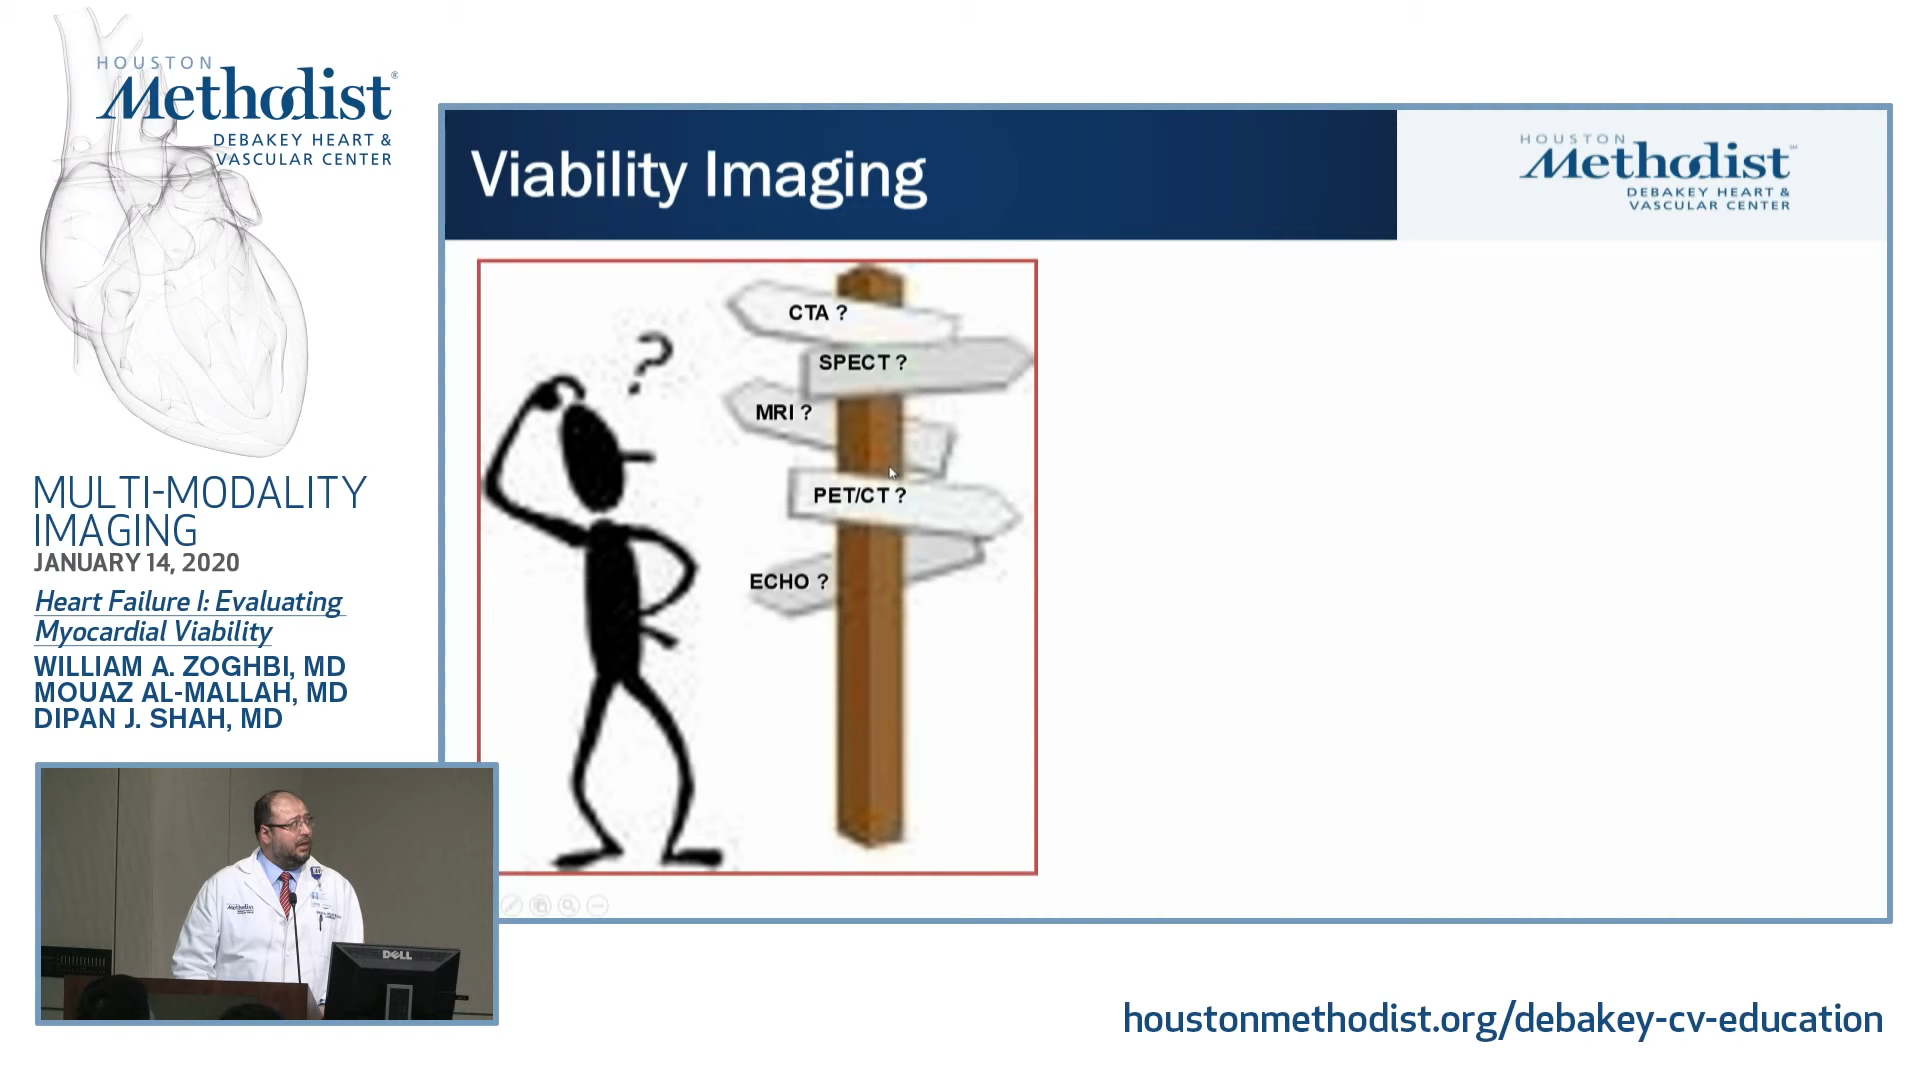 HOUSTON
Methodist®
DEBAKEY HEART &
VASCULAR CENTER
MULTI-MODALITY
IMAGING
JANUARY 14, 2020
Heart Failure I: Evaluating
Myocardial Viability
WILLIAM A. ZOGHBI, MD
MOUAZ AL-MALLAH, MD
DIPAN J. SHAH, MD
Viability Imaging
HOUSTON
Methodist
DEBAKEY HEART &
VASCULAR CENTER
?
CTA ?
SPECT ?
MRI ?
PET/CT ?
ECHO ?
Methodist
DELL
houstonmethodist.org/debakey-cv-education